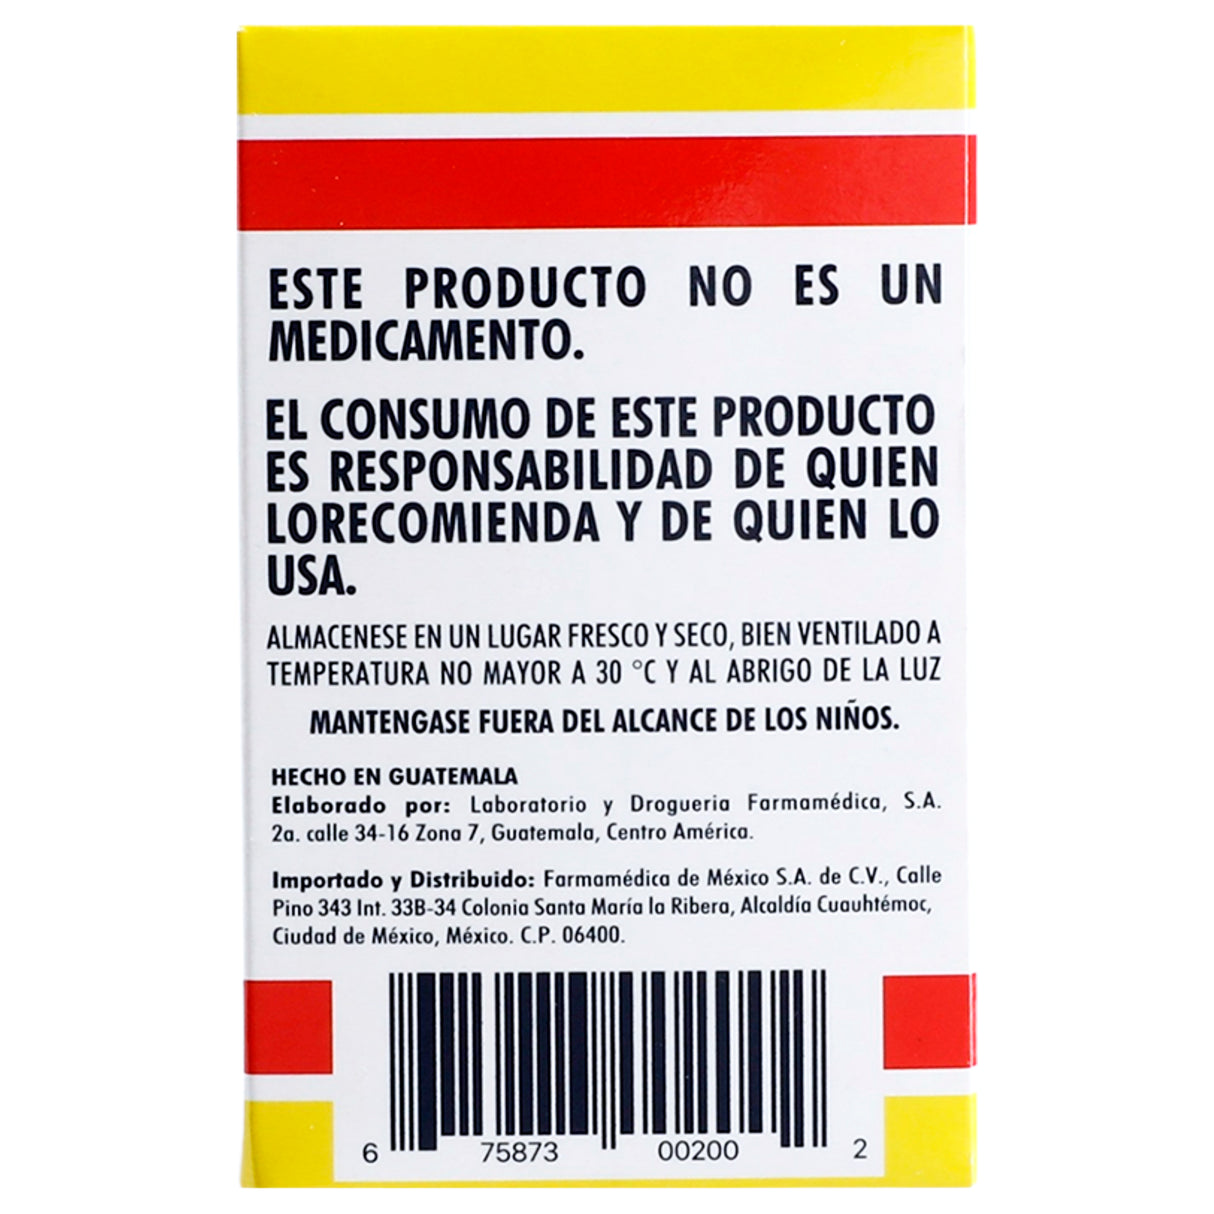 ESTE PRODUCTO NO ES UN
MEDICAMENTO.
EL CONSUMO DE ESTE PRODUCTO
ES RESPONSABILIDAD DE QUIEN
LORECOMIENDA Y DE QUIEN LO
USA.
ALMACENESE EN UN LUGAR FRESCO Y SECO, BIEN VENTILADO A
TEMPERATURA NO MAYOR A 30 °C Y AL ABRIGO DE LA LUZ
MANTENGASE FUERA DEL ALCANCE DE LOS NIÑOS.
HECHO EN GUATEMALA
Elaborado por: Laboratorio y Drogueria Farmamédica, S.A.
2a. calle 34-16 Zona 7, Guatemala, Centro América.
Importado y Distribuido: Farmamédica de México S.A. de C.V., Calle
Pino 343 Int. 33B-34 Colonia Santa María la Ribera, Alcaldía Cuauhtémoc,
Ciudad de México, México. C.P. 06400.
6 75873 00200 2